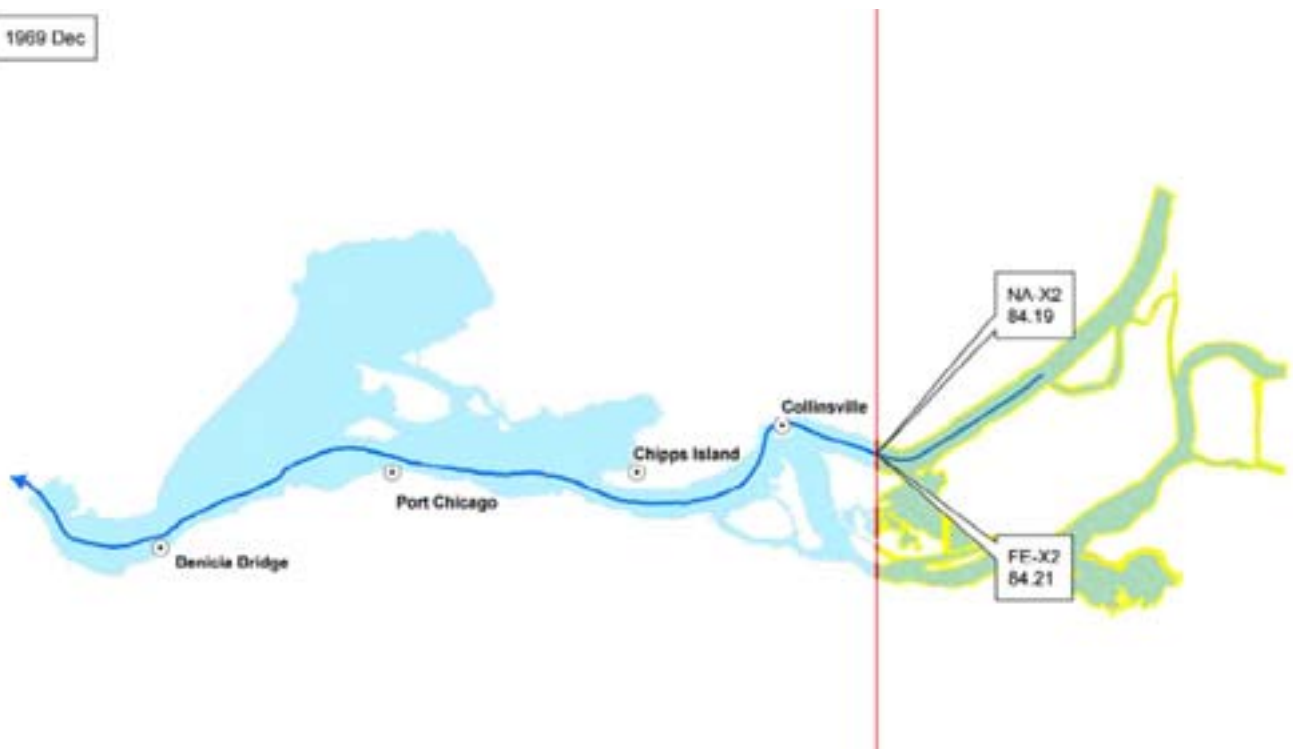 1969 Dec
NA-X2
84.19
Collinsville
Chipps Island
Port Chicago
Benicia Bridge
FE-X2
84.21